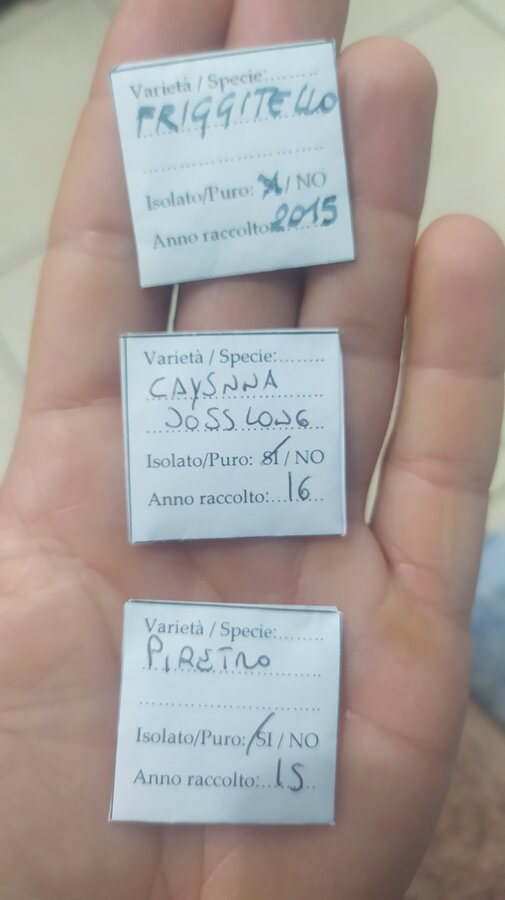 Varietà / Specie:.........
FRIGGITELLO
Isolato/Puro: SI / NO
Anno raccolto: 2015
Varietà / Specie:.........
CAYSNNA
JOSS LONG
Isolato/Puro: SI / NO
Anno raccolto:....16...
Varietà / Specie:.........
PIRETRO
Isolato/Puro: SI / NO
Anno raccolto:....15...